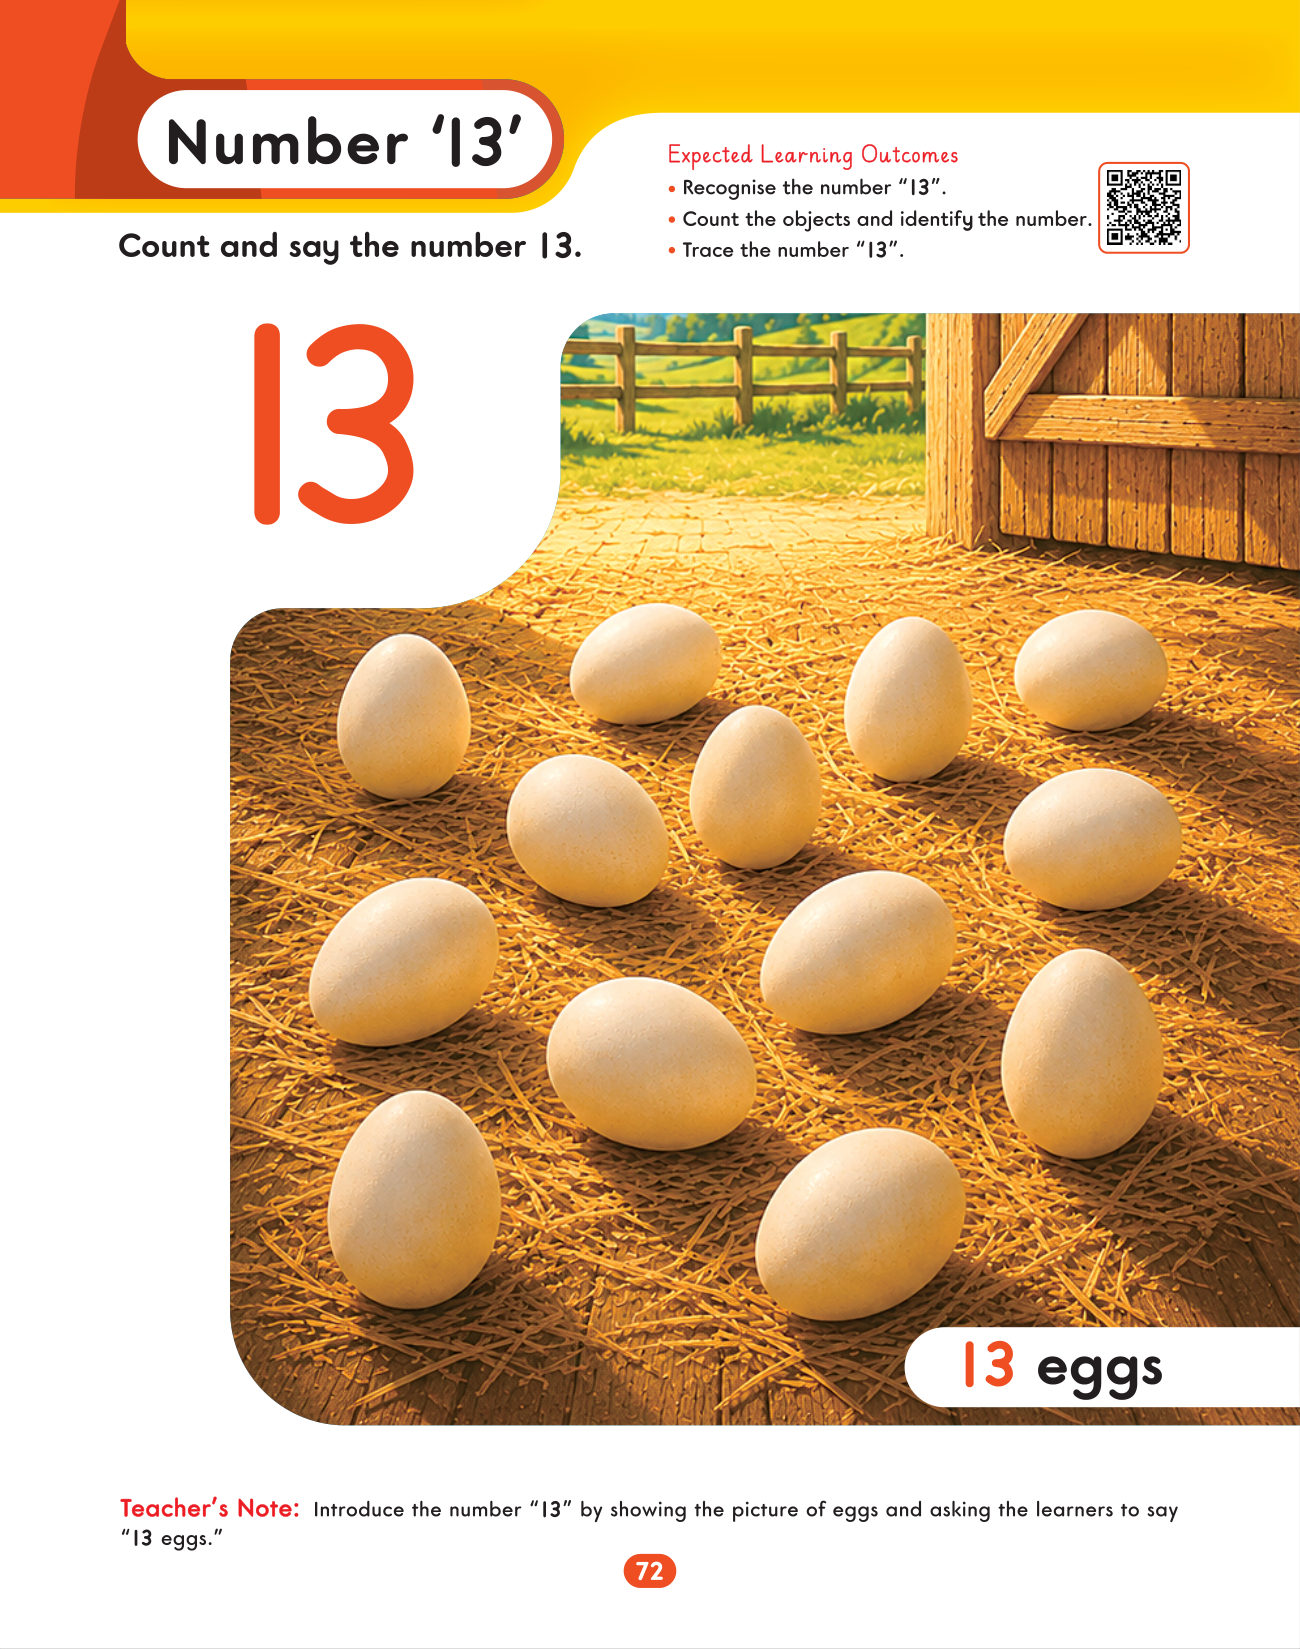 Number ‘13’
Count and say the number 13.
Expected Learning Outcomes
• Recognise the number “13”.
• Count the objects and identify the number.
• Trace the number “13”.
13
13 eggs
Teacher’s Note: Introduce the number “13” by showing the picture of eggs and asking the learners to say
“13 eggs.”
72